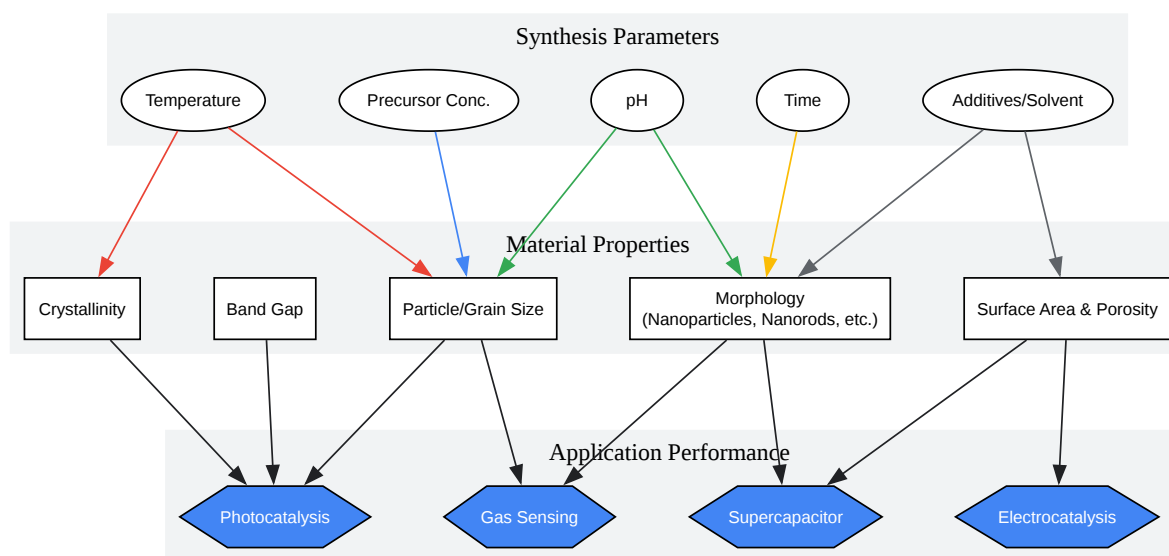 Synthesis Parameters
Temperature
Precursor Conc.
pH
Time
Additives/Solvent
Material Properties
Crystallinity
Band Gap
Particle/Grain Size
Morphology
(Nanoparticles, Nanorods, etc.)
Surface Area & Porosity
Application Performance
Photocatalysis
Gas Sensing
Supercapacitor
Electrocatalysis